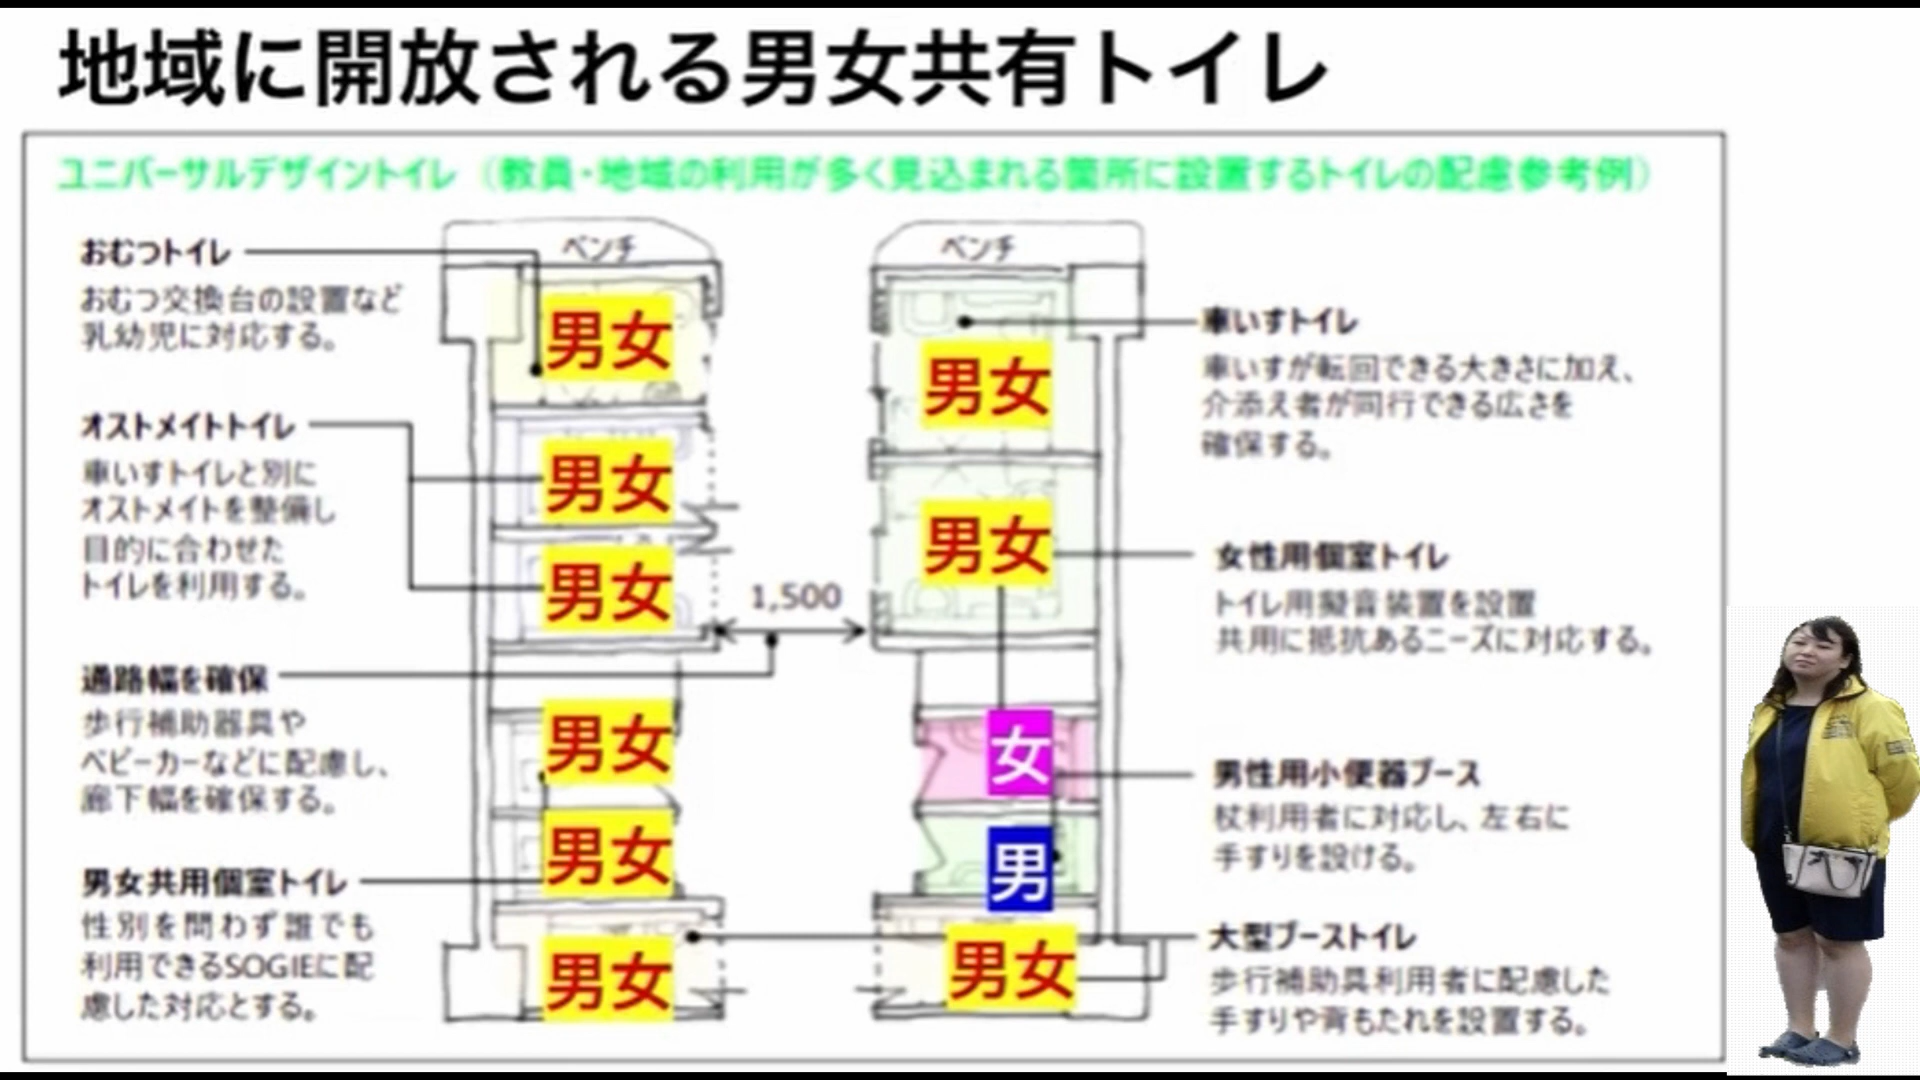 地域に開放される男女共有トイレ
ユニバーサルデザイントイレ（教員・地域の利用が多く見込まれる箇所に設置するトイレの配慮参考例）
おむつトイレ
おむつ交換台の設置など
乳幼児に対応する。
オストメイトトイレ
車いすトイレと別に
オストメイトを整備し
目的に合わせた
トイレを利用する。
通路幅を確保
歩行補助器具や
ベビーカーなどに配慮し、
廊下幅を確保する。
男女共用個室トイレ
性別を問わず誰でも
利用できるSOGIEに配
慮した対応とする。
ベンチ
男女
男女
男女
男女
男女
男女
1,500
ベンチ
男女
男女
女
男
男女
車いすトイレ
車いすが転回できる大きさに加え、
介添え者が同行できる広さを
確保する。
女性用個室トイレ
トイレ用擬音装置を設置
共用に抵抗あるニーズに対応する。
男性用小便器ブース
杖利用者に対応し、左右に
手すりを設ける。
大型ブーストイレ
歩行補助具利用者に配慮した
手すりや背もたれを設置する。